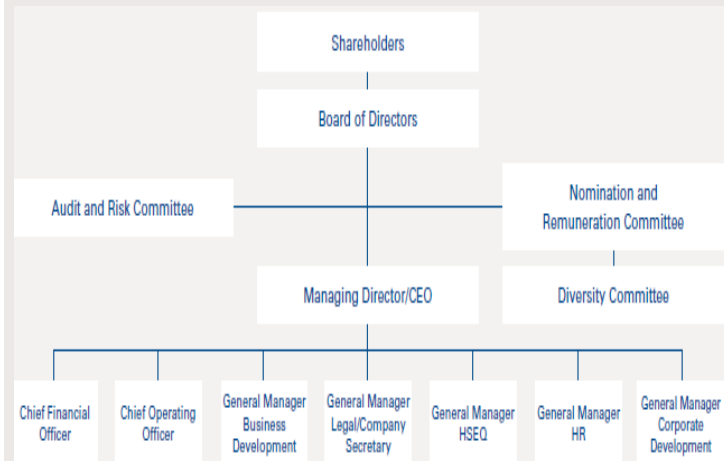 Shareholders
Board of Directors
Audit and Risk Committee
Nomination and
Remuneration Committee
Managing Director/CEO
Diversity Committee
Chief Financial
Officer
Chief Operating
Officer
General Manager
Business
Development
General Manager
Legal/Company
Secretary
General Manager
HSEQ
General Manager
HR
General Manager
Corporate
Development